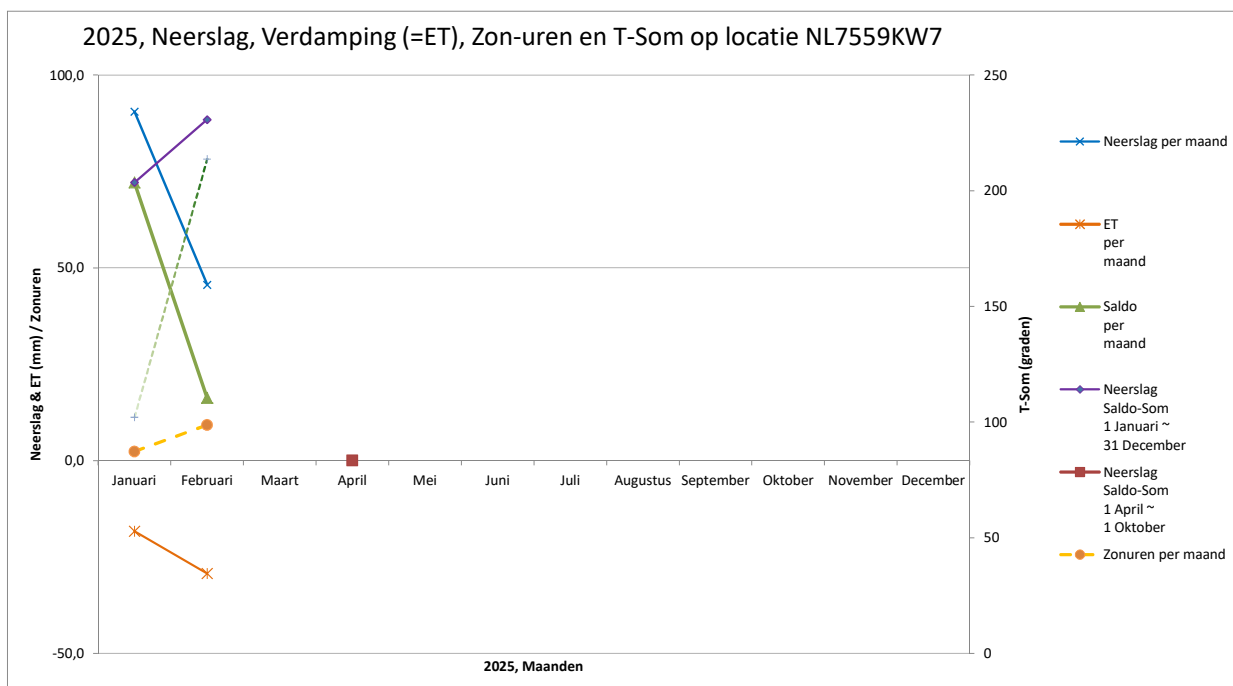 2025, Neerslag, Verdamping (=ET), Zon-uren en T-Som op locatie NL7559KW7
100,0
50,0
0,0
-50,0
Neerslag & ET (mm) / Zonuren
Januari
Februari
Maart
April
Mei
Juni
Juli
Augustus
September
Oktober
November
December
2025, Maanden
250
200
150
100
50
0
T-Som (graden)
Neerslag per maand
ET
per
maand
Saldo
per
maand
Neerslag
Saldo-Som
1 Januari ~
31 December
Neerslag
Saldo-Som
1 April ~
1 Oktober
Zonuren per maand